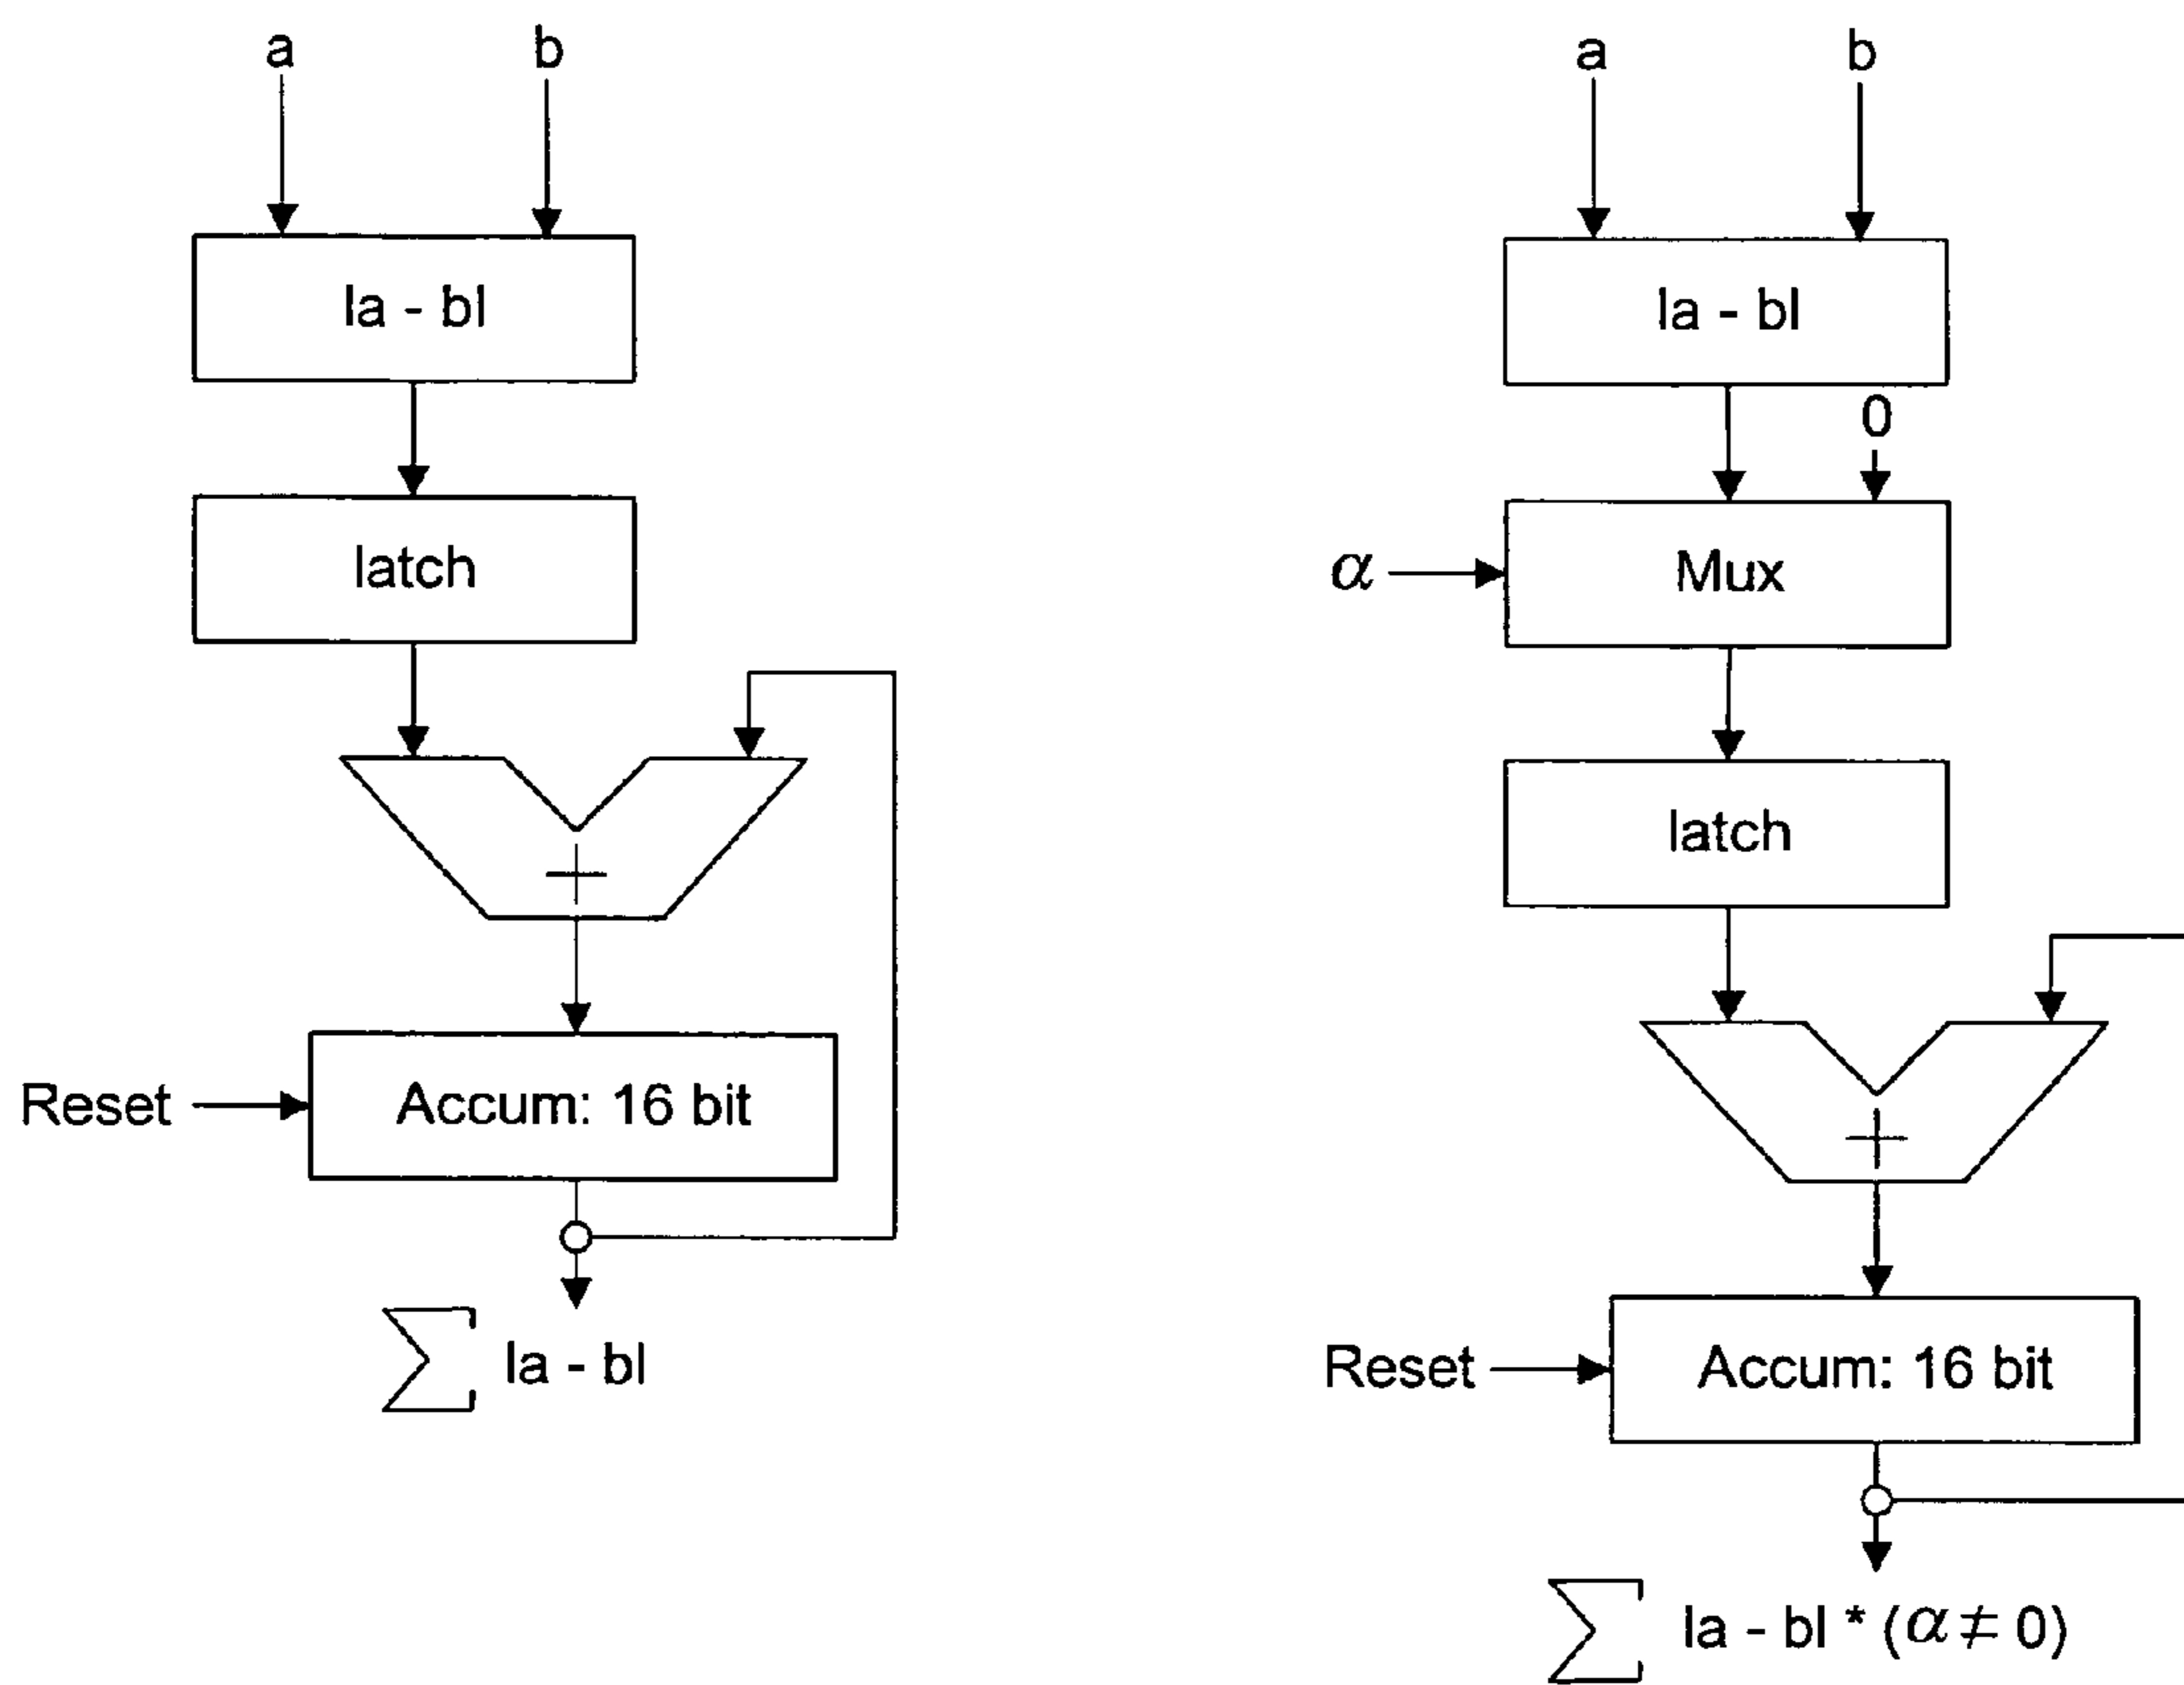 a
b
la - bl
latch
+
Reset
Accum: 16 bit
∑ la - bl
a
b
la - bl
0
α
Mux
latch
+
Reset
Accum: 16 bit
∑ la - bl * (α ≠ 0)